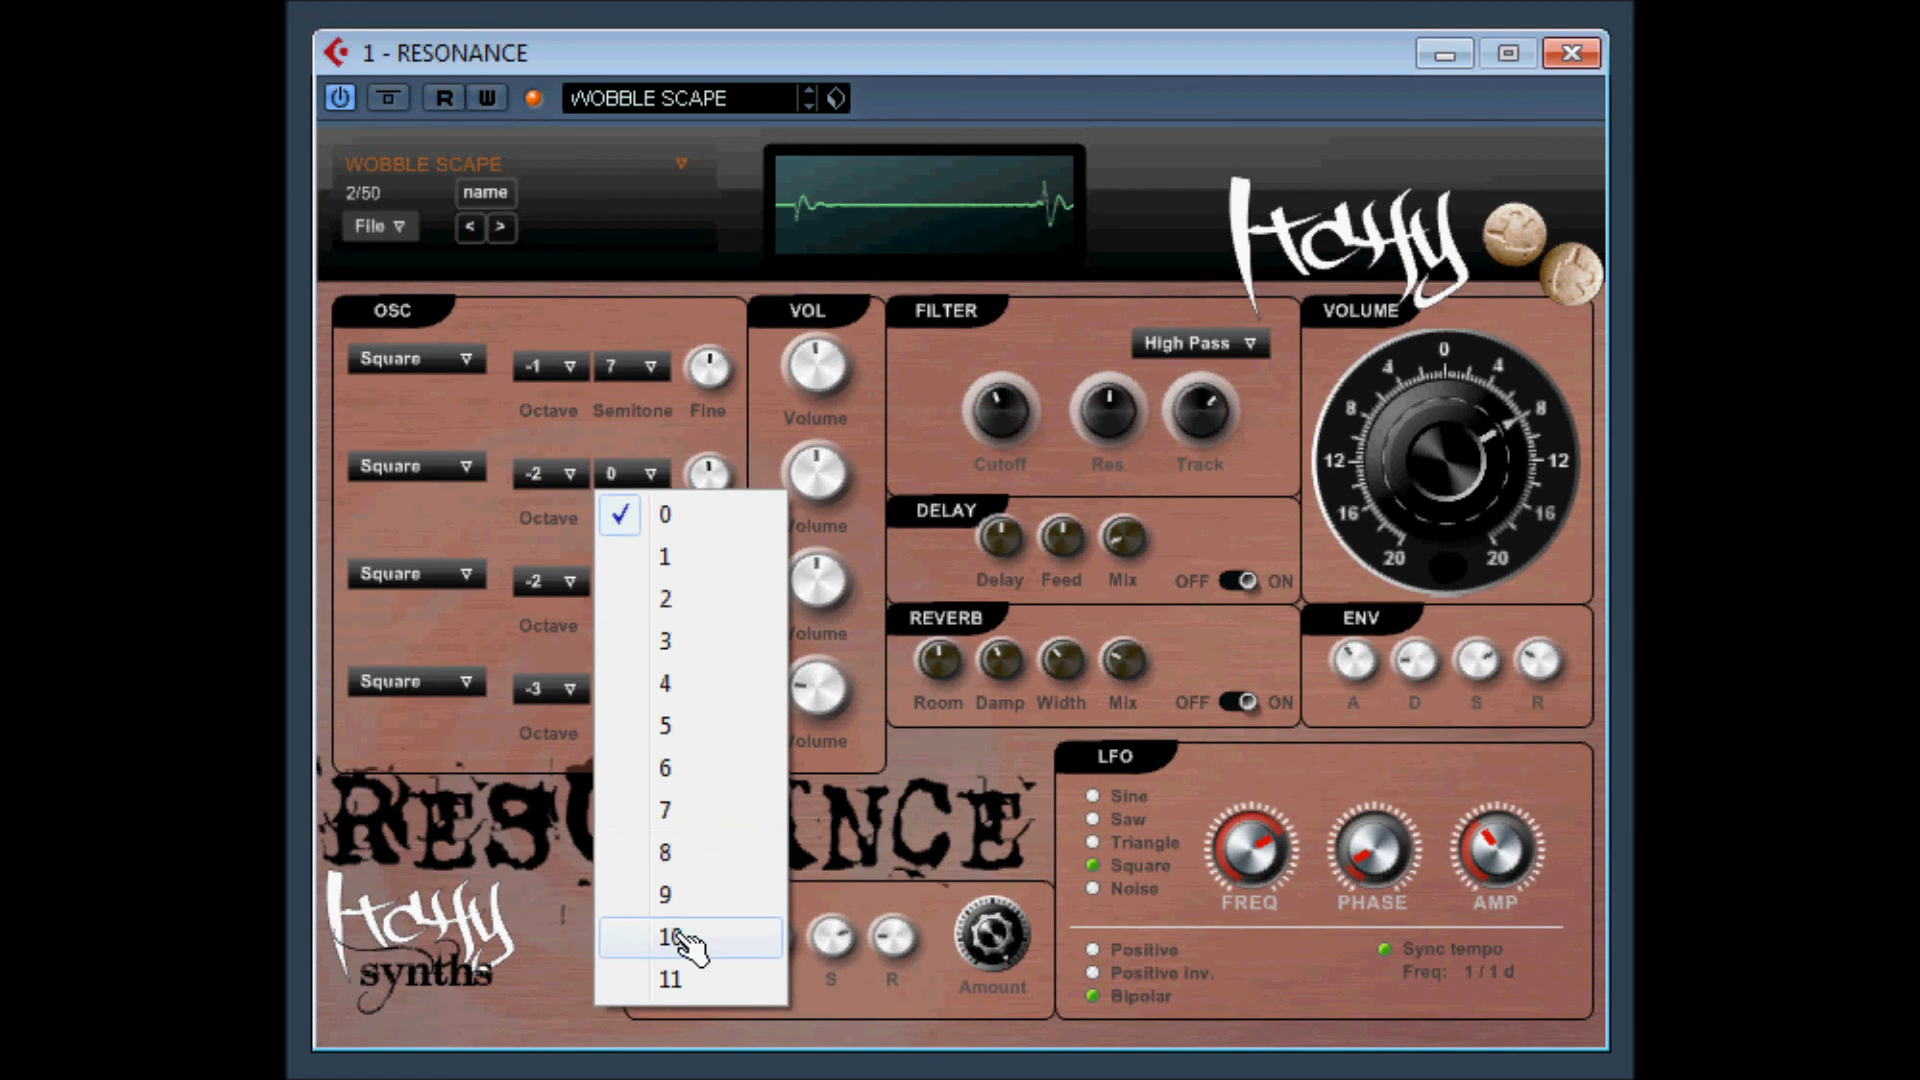 1 - RESONANCE
R W WOBBLE SCAPE
WOBBLE SCAPE
2/50 name
File < >
Itchy
OSC VOL FILTER VOLUME
Square -1 7 High Pass
Octave Semitone Fine Volume
Cutoff Res Track
0
4 4
8 8
12 12
16 16
20 20
Square -2 0
Octave Volume
DELAY
Delay Feed Mix OFF ON
Square -2
Octave Volume
REVERB ENV
Room Damp Width Mix OFF ON
A D S R
Square -3
Octave Volume
0
1
2
3
4
5
6
7
8
9
10
11
LFO
Sine
Saw
Triangle
Square
Noise
FREQ PHASE AMP
Positive
Positive inv.
Bipolar
Sync tempo
Freq: 1/1 d
S R Amount
Itchy
synths